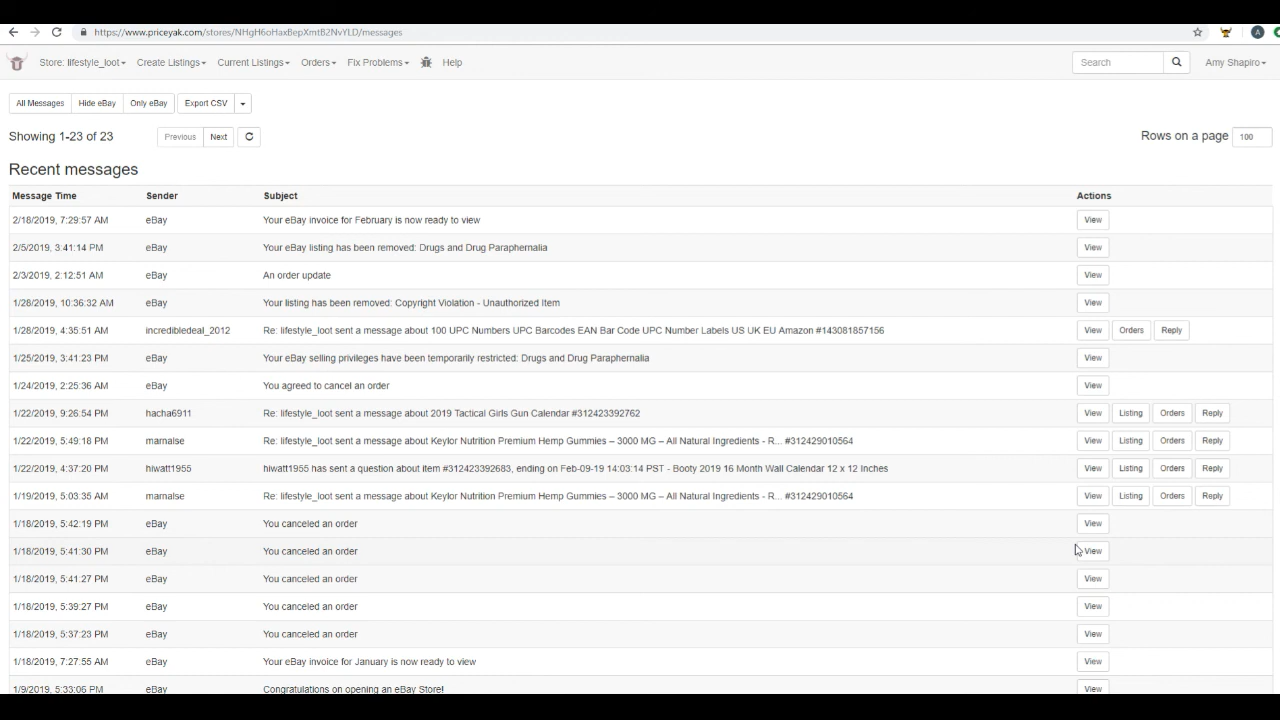 https://www.priceyak.com/stores/NHgH6oHaxBepXmtB2NvYLD/messages A
Store: lifestyle_loot Create Listings Current Listings Orders Fix Problems Help Search Amy Shapiro
All Messages Hide eBay Only eBay Export CSV
Showing 1-23 of 23 Previous Next Rows on a page 100
Recent messages
Message Time Sender Subject Actions
2/18/2019, 7:29:57 AM eBay Your eBay invoice for February is now ready to view View
2/5/2019, 3:41:14 PM eBay Your eBay listing has been removed: Drugs and Drug Paraphernalia View
2/3/2019, 2:12:51 AM eBay An order update View
1/28/2019, 10:36:32 AM eBay Your listing has been removed: Copyright Violation - Unauthorized Item View
1/28/2019, 4:35:51 AM incredibledeal_2012 Re: lifestyle_loot sent a message about 100 UPC Numbers UPC Barcodes EAN Bar Code UPC Number Labels US UK EU Amazon #143081857156 View Orders Reply
1/25/2019, 3:41:23 PM eBay Your eBay selling privileges have been temporarily restricted: Drugs and Drug Paraphernalia View
1/24/2019, 2:25:36 AM eBay You agreed to cancel an order View
1/22/2019, 9:26:54 PM hacha6911 Re: lifestyle_loot sent a message about 2019 Tactical Girls Gun Calendar #312423392762 View Listing Orders Reply
1/22/2019, 5:49:18 PM marnalse Re: lifestyle_loot sent a message about Keylor Nutrition Premium Hemp Gummies – 3000 MG – All Natural Ingredients - R... #312429010564 View Listing Orders Reply
1/22/2019, 4:37:20 PM hiwatt1955 hiwatt1955 has sent a question about item #312423392683, ending on Feb-09-19 14:03:14 PST - Booty 2019 16 Month Wall Calendar 12 x 12 Inches View Listing Orders Reply
1/19/2019, 5:03:35 AM marnalse Re: lifestyle_loot sent a message about Keylor Nutrition Premium Hemp Gummies – 3000 MG – All Natural Ingredients - R... #312429010564 View Listing Orders Reply
1/18/2019, 5:42:19 PM eBay You canceled an order View
1/18/2019, 5:41:30 PM eBay You canceled an order View
1/18/2019, 5:41:27 PM eBay You canceled an order View
1/18/2019, 5:39:27 PM eBay You canceled an order View
1/18/2019, 5:37:23 PM eBay You canceled an order View
1/18/2019, 7:27:55 AM eBay Your eBay invoice for January is now ready to view View
1/9/2019, 5:33:06 PM eBay Congratulations on opening an eBay Store! View